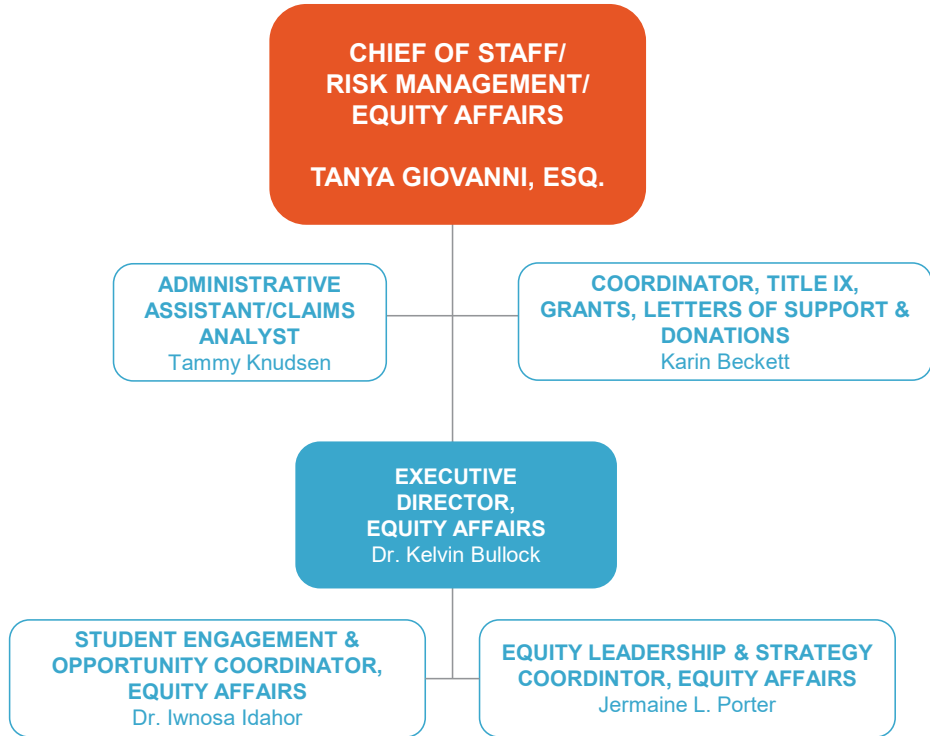 CHIEF OF STAFF/
RISK MANAGEMENT/
EQUITY AFFAIRS
TANYA GIOVANNI, ESQ.
ADMINISTRATIVE
ASSISTANT/CLAIMS
ANALYST
Tammy Knudsen
COORDINATOR, TITLE IX,
GRANTS, LETTERS OF SUPPORT &
DONATIONS
Karin Beckett
EXECUTIVE
DIRECTOR,
EQUITY AFFAIRS
Dr. Kelvin Bullock
STUDENT ENGAGEMENT &
OPPORTUNITY COORDINATOR,
EQUITY AFFAIRS
Dr. Iwnosa Idahor
EQUITY LEADERSHIP & STRATEGY
COORDINTOR, EQUITY AFFAIRS
Jermaine L. Porter